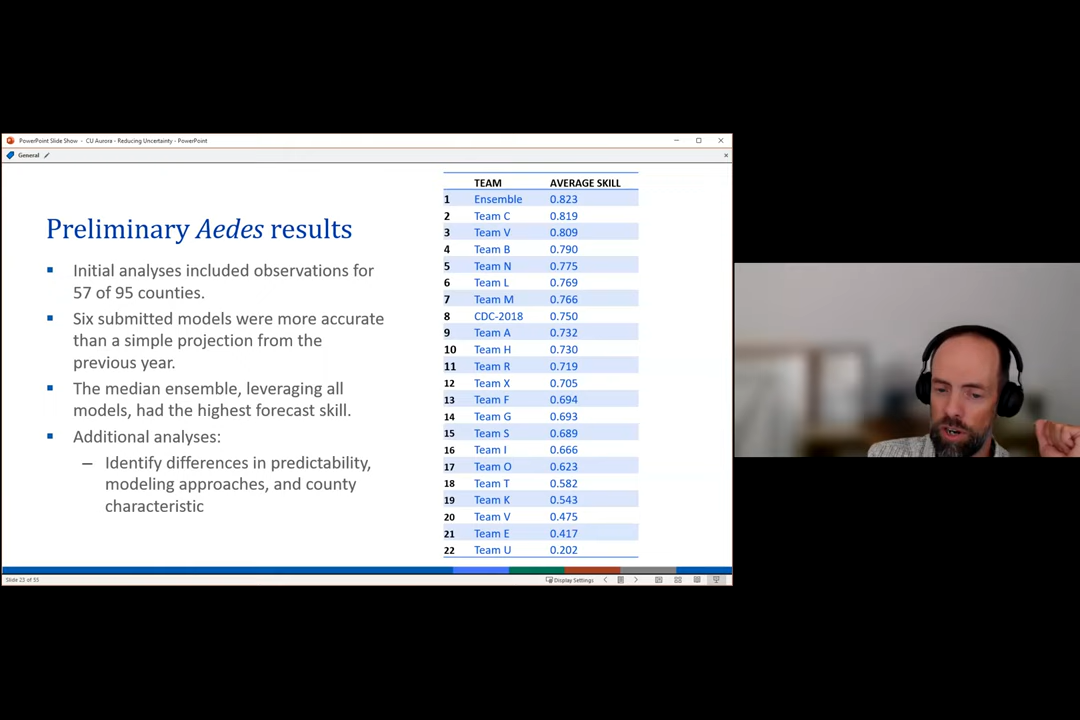 PowerPoint Slide Show - CU Aurora - Reducing Uncertainty - PowerPoint
General
Preliminary Aedes results
Initial analyses included observations for
57 of 95 counties.
Six submitted models were more accurate
than a simple projection from the
previous year.
The median ensemble, leveraging all
models, had the highest forecast skill.
Additional analyses:
– Identify differences in predictability,
modeling approaches, and county
characteristic
TEAM AVERAGE SKILL
1 Ensemble 0.823
2 Team C 0.819
3 Team V 0.809
4 Team B 0.790
5 Team N 0.775
6 Team L 0.769
7 Team M 0.766
8 CDC-2018 0.750
9 Team A 0.732
10 Team H 0.730
11 Team R 0.719
12 Team X 0.705
13 Team F 0.694
14 Team G 0.693
15 Team S 0.689
16 Team I 0.666
17 Team O 0.623
18 Team T 0.582
19 Team K 0.543
20 Team V 0.475
21 Team E 0.417
22 Team U 0.202
Slide 23 of 55
Display Settings